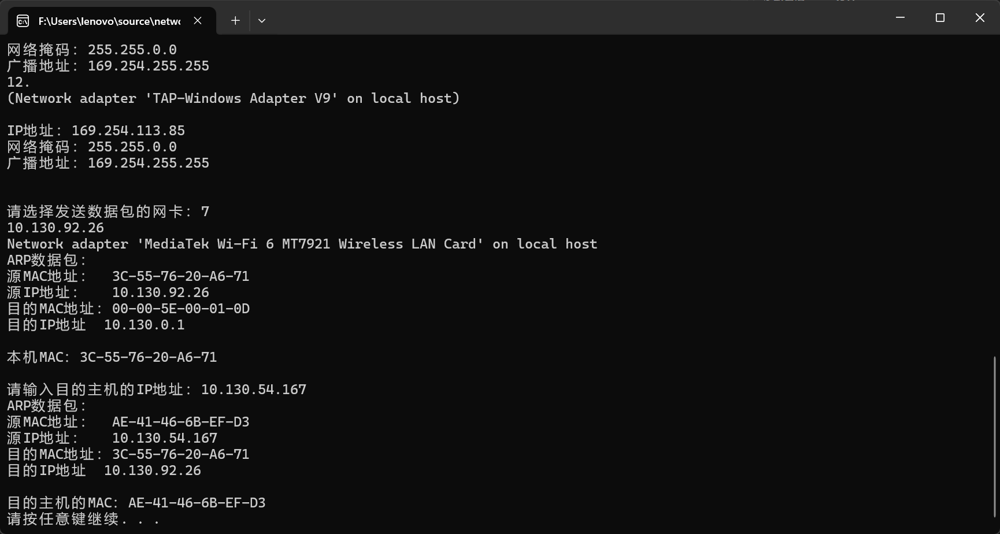 F:\Users\lenovo\source\netwo
网络掩码: 255.255.0.0
广播地址: 169.254.255.255
12.
(Network adapter 'TAP-Windows Adapter V9' on local host)
IP地址: 169.254.113.85
网络掩码: 255.255.0.0
广播地址: 169.254.255.255
请选择发送数据包的网卡: 7
10.130.92.26
Network adapter 'MediaTek Wi-Fi 6 MT7921 Wireless LAN Card' on local host
ARP数据包:
源MAC地址: 3C-55-76-20-A6-71
源IP地址: 10.130.92.26
目的MAC地址: 00-00-5E-00-01-0D
目的IP地址 10.130.0.1
本机MAC: 3C-55-76-20-A6-71
请输入目的主机的IP地址: 10.130.54.167
ARP数据包:
源MAC地址: AE-41-46-6B-EF-D3
源IP地址: 10.130.54.167
目的MAC地址: 3C-55-76-20-A6-71
目的IP地址 10.130.92.26
目的主机的MAC: AE-41-46-6B-EF-D3
请按任意键继续. . .